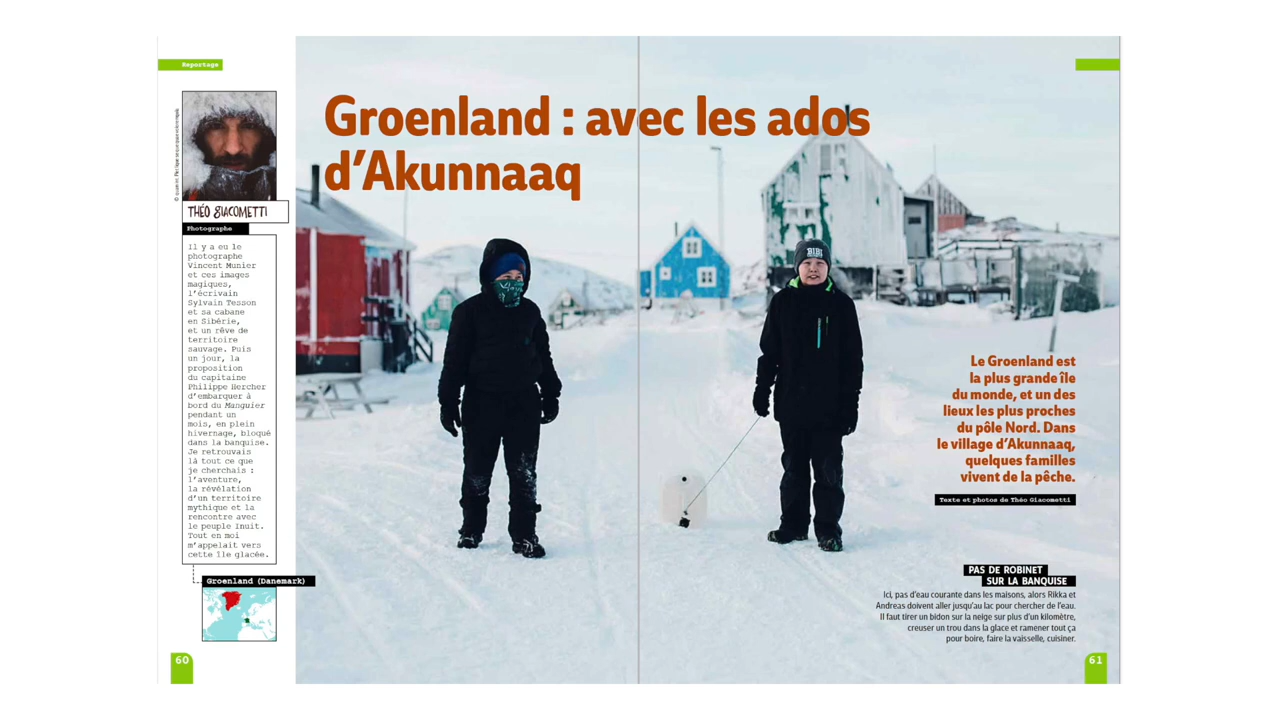 Reportage
Groenland : avec les ados
d’Akunnaaq
THÉO GIACOMETTI
Photographe
Il y a eu le
photographe
Vincent Munier
et ces images
magiques,
l’écrivain
Sylvain Tesson
et sa cabane
en Sibérie,
et un rêve de
territoire
sauvage. Puis
un jour, la
proposition
du capitaine
Philippe Hercher
d’embarquer à
bord du Manguier
pendant un
mois, en plein
hivernage, bloqué
dans la banquise.
Je retrouvais
là tout ce que
je cherchais :
l’aventure,
la révélation
d’un territoire
mythique et la
rencontre avec
le peuple Inuit.
Tout en moi
m’appelait vers
cette île glacée.
Groenland (Danemark)
60
BIBI
Le Groenland est
la plus grande île
du monde, et un des
lieux les plus proches
du pôle Nord. Dans
le village d’Akunnaaq,
quelques familles
vivent de la pêche.
Texte et photos de Théo Giacometti
PAS DE ROBINET
SUR LA BANQUISE
Ici, pas d’eau courante dans les maisons, alors Rikka et
Andreas doivent aller jusqu’au lac pour chercher de l’eau.
Il faut tirer un bidon sur la neige sur plus d’un kilomètre,
creuser un trou dans la glace et ramener tout ça
pour boire, faire la vaisselle, cuisiner.
61